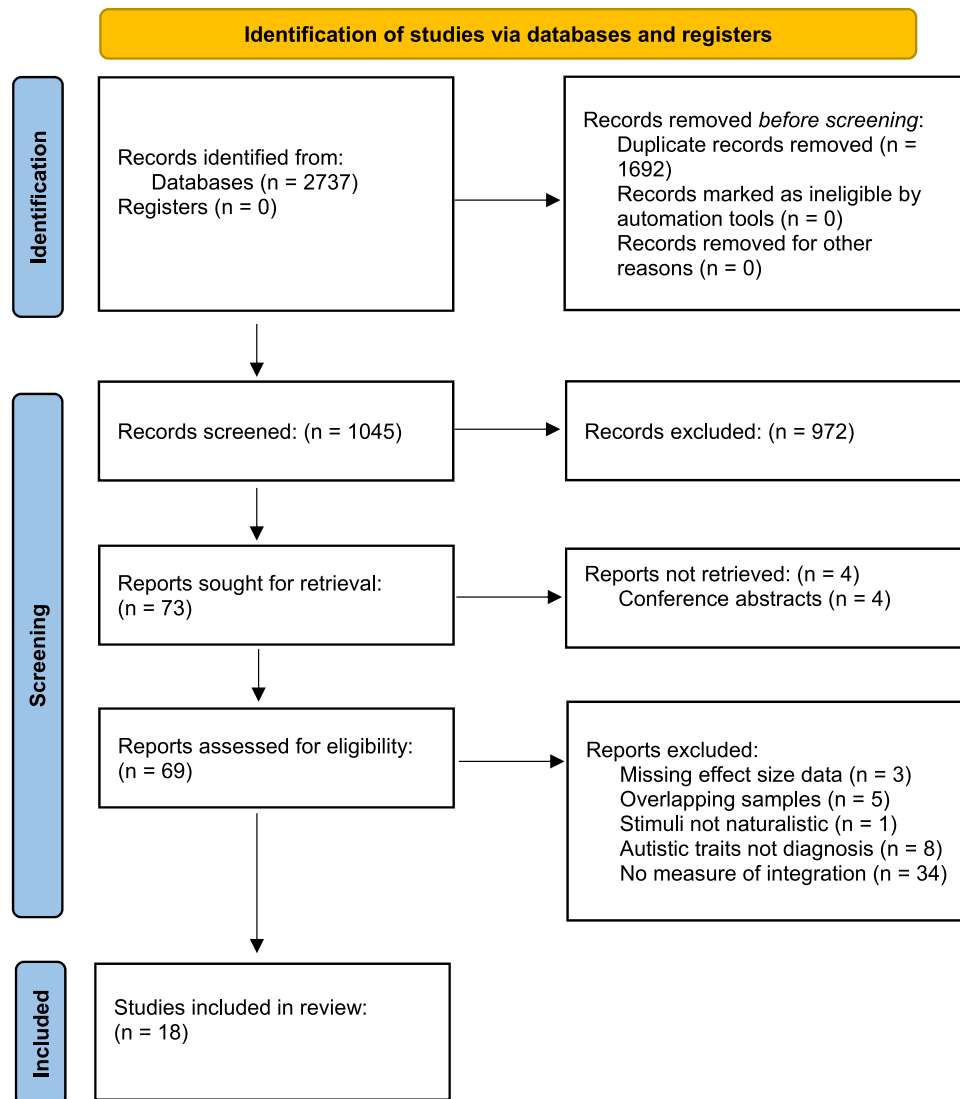 Identification of studies via databases and registers
Identification
Records identified from:
Databases (n = 2737)
Registers (n = 0)
Records removed before screening:
Duplicate records removed (n =
1692)
Records marked as ineligible by
automation tools (n = 0)
Records removed for other
reasons (n = 0)
Screening
Records screened: (n = 1045)
Records excluded: (n = 972)
Reports sought for retrieval:
(n = 73)
Reports not retrieved: (n = 4)
Conference abstracts (n = 4)
Reports assessed for eligibility:
(n = 69)
Reports excluded:
Missing effect size data (n = 3)
Overlapping samples (n = 5)
Stimuli not naturalistic (n = 1)
Autistic traits not diagnosis (n = 8)
No measure of integration (n = 34)
Included
Studies included in review:
(n = 18)